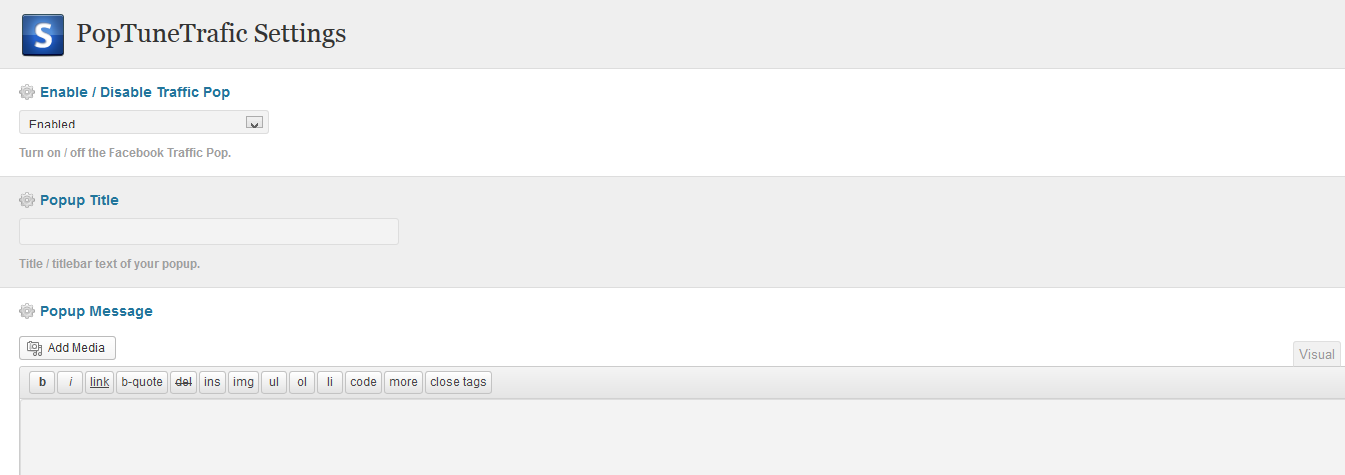 S PopTuneTrafic Settings
Enable / Disable Traffic Pop
Enabled
Turn on / off the Facebook Traffic Pop.
Popup Title
Title / titlebar text of your popup.
Popup Message
Add Media
Visual
b i link b-quote del ins img ul ol li code more close tags